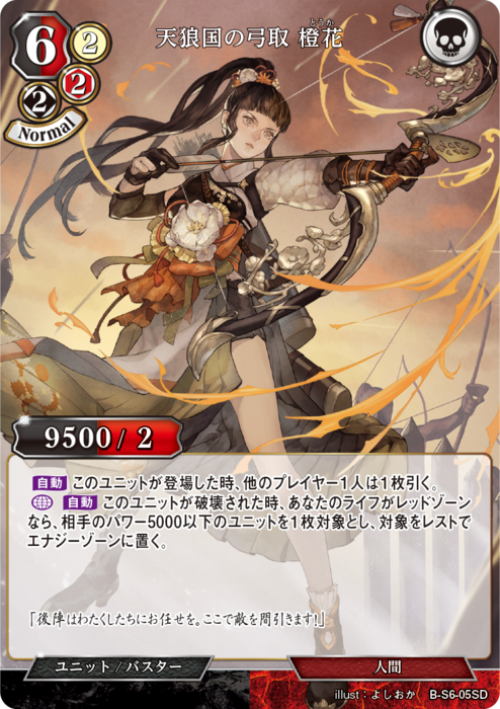 とうか
天狼国の弓取 橙花
6
2
2
2
Normal
9500 / 2
自動 このユニットが登場した時、他のプレイヤー1人は1枚引く。
自動 このユニットが破壊された時、あなたのライフがレッドゾーン
なら、相手のパワー5000以下のユニットを1枚対象とし、対象をレストで
エナジーゾーンに置く。
「後陣はわたくしたちにお任せを。ここで敵を間引きます!」
ユニット / バスター
人間
illust : よしおか B-S6-05SD